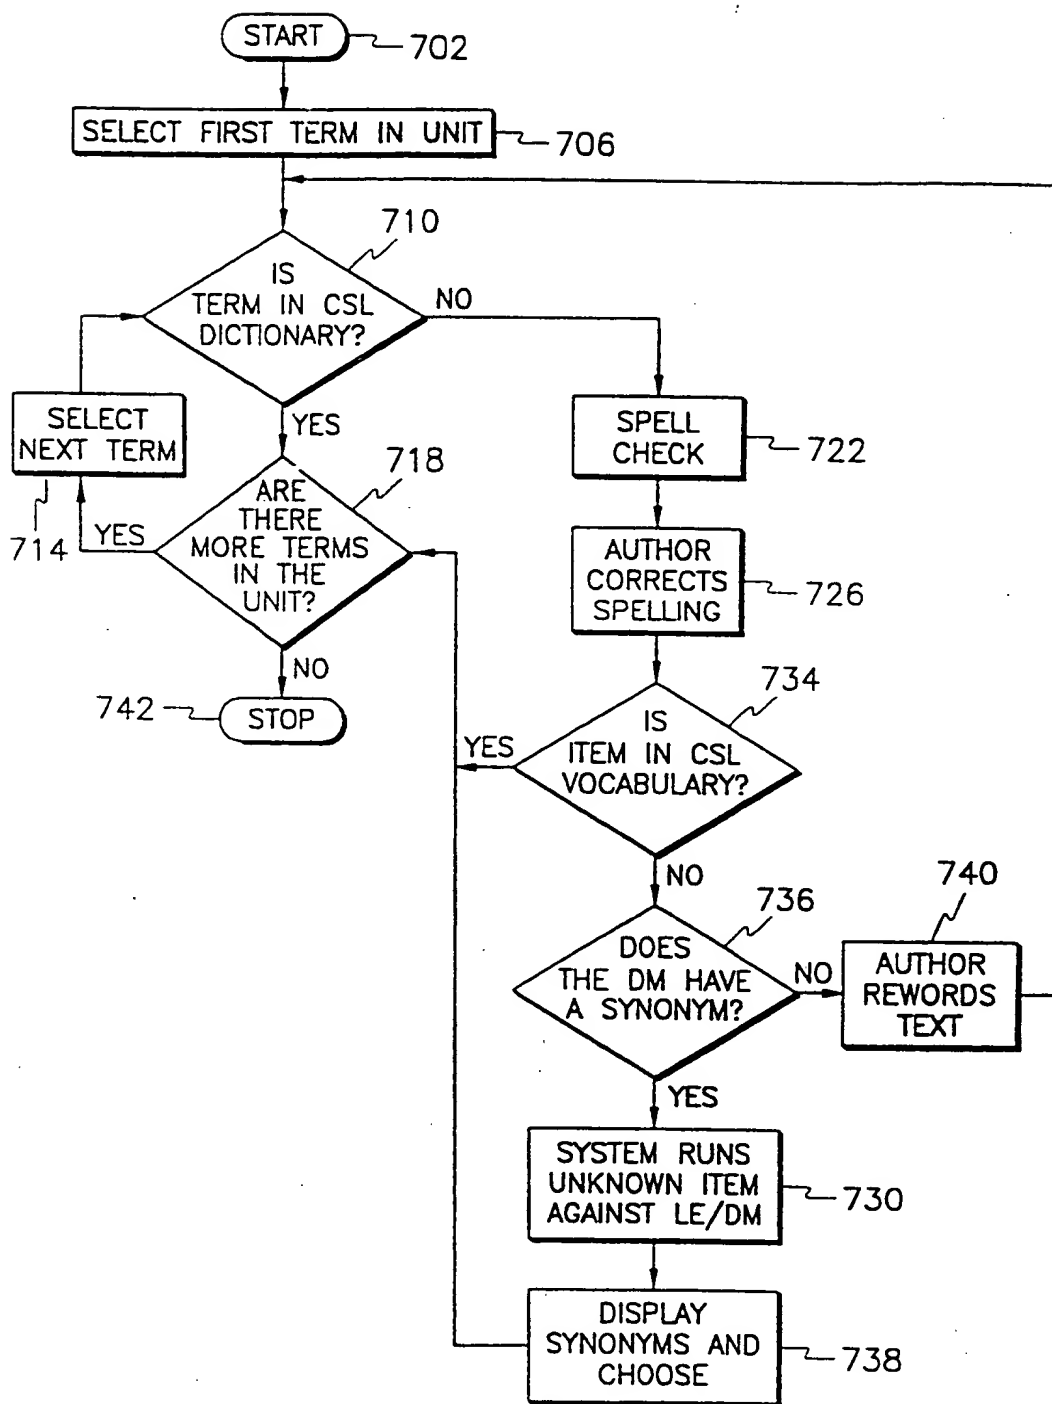 START
702
SELECT FIRST TERM IN UNIT
706
710
IS
TERM IN CSL
DICTIONARY?
NO
YES
SELECT
NEXT TERM
714
YES
718
ARE
THERE
MORE TERMS
IN THE
UNIT?
NO
742
STOP
SPELL
CHECK
722
AUTHOR
CORRECTS
SPELLING
726
734
IS
ITEM IN CSL
VOCABULARY?
YES
NO
736
DOES
THE DM HAVE
A SYNONYM?
NO
740
AUTHOR
REWORDS
TEXT
YES
SYSTEM RUNS
UNKNOWN ITEM
AGAINST LE/DM
730
DISPLAY
SYNONYMS AND
CHOOSE
738